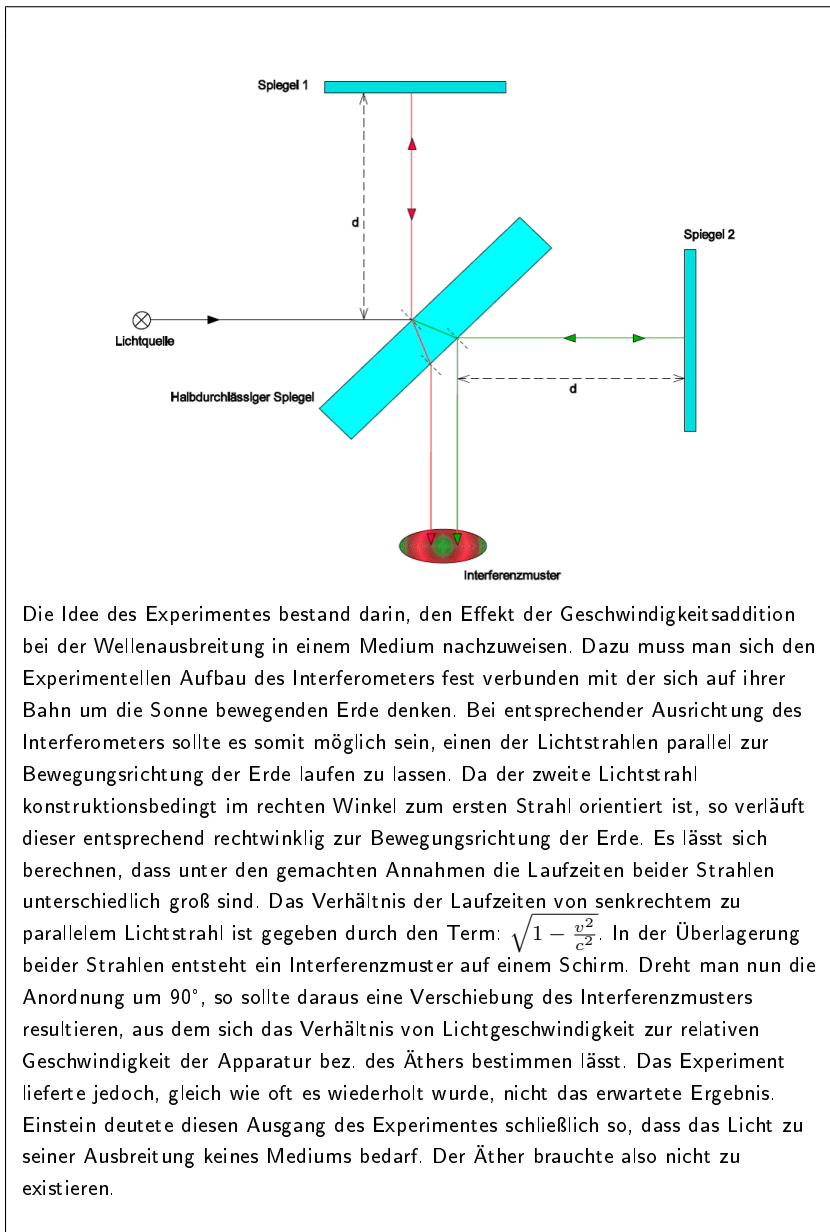 Spiegel 1
d
Spiegel 2
Lichtquelle
d
Halbdurchlässiger Spiegel
Interferenzmuster
Die Idee des Experimentes bestand darin, den Effekt der Geschwindigkeitsaddition
bei der Wellenausbreitung in einem Medium nachzuweisen. Dazu muss man sich den
Experimentellen Aufbau des Interferometers fest verbunden mit der sich auf ihrer
Bahn um die Sonne bewegenden Erde denken. Bei entsprechender Ausrichtung des
Interferometers sollte es somit möglich sein, einen der Lichtstrahlen parallel zur
Bewegungsrichtung der Erde laufen zu lassen. Da der zweite Lichtstrahl
konstruktionsbedingt im rechten Winkel zum ersten Strahl orientiert ist, so verläuft
dieser entsprechend rechtwinklig zur Bewegungsrichtung der Erde. Es lässt sich
berechnen, dass unter den gemachten Annahmen die Laufzeiten beider Strahlen
unterschiedlich groß sind. Das Verhältnis der Laufzeiten von senkrechtem zu
parallelem Lichtstrahl ist gegeben durch den Term: $\sqrt{1 - \frac{v^2}{c^2}}$. In der Überlagerung
beider Strahlen entsteht ein Interferenzmuster auf einem Schirm. Dreht man nun die
Anordnung um 90°, so sollte daraus eine Verschiebung des Interferenzmusters
resultieren, aus dem sich das Verhältnis von Lichtgeschwindigkeit zur relativen
Geschwindigkeit der Apparatur bez. des Äthers bestimmen lässt. Das Experiment
lieferte jedoch, gleich wie oft es wiederholt wurde, nicht das erwartete Ergebnis.
Einstein deutete diesen Ausgang des Experimentes schließlich so, dass das Licht zu
seiner Ausbreitung keines Mediums bedarf. Der Äther brauchte also nicht zu
existieren.